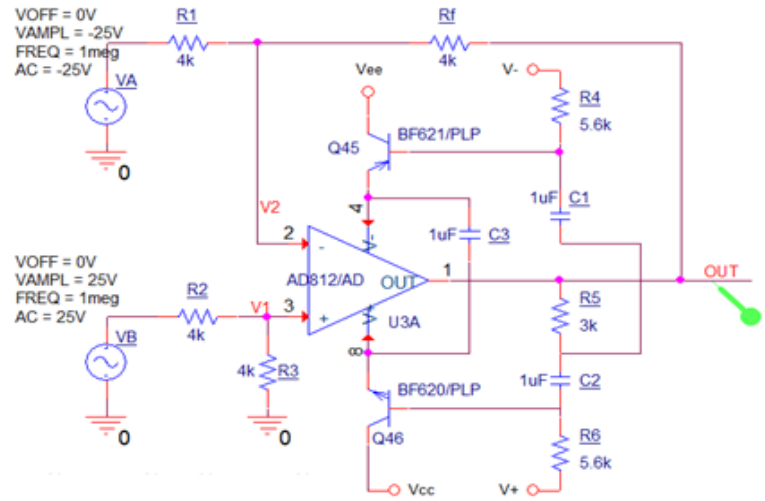 VOFF = 0V
VAMPL = -25V
FREQ = 1meg
AC = -25V
VA
0
R1
4k
Rf
4k
Vee
V-
R4
5.6k
BF621/PLP
Q45
1uF C1
V2
4
2
-
V-
1uF C3
AD812/AD
OUT
1
OUT
VOFF = 0V
VAMPL = 25V
FREQ = 1meg
AC = 25V
VB
0
R2
4k
V1
3
+
V+
U3A
8
R5
3k
4k R3
0
1uF C2
BF620/PLP
Q46
R6
5.6k
Vcc
V+